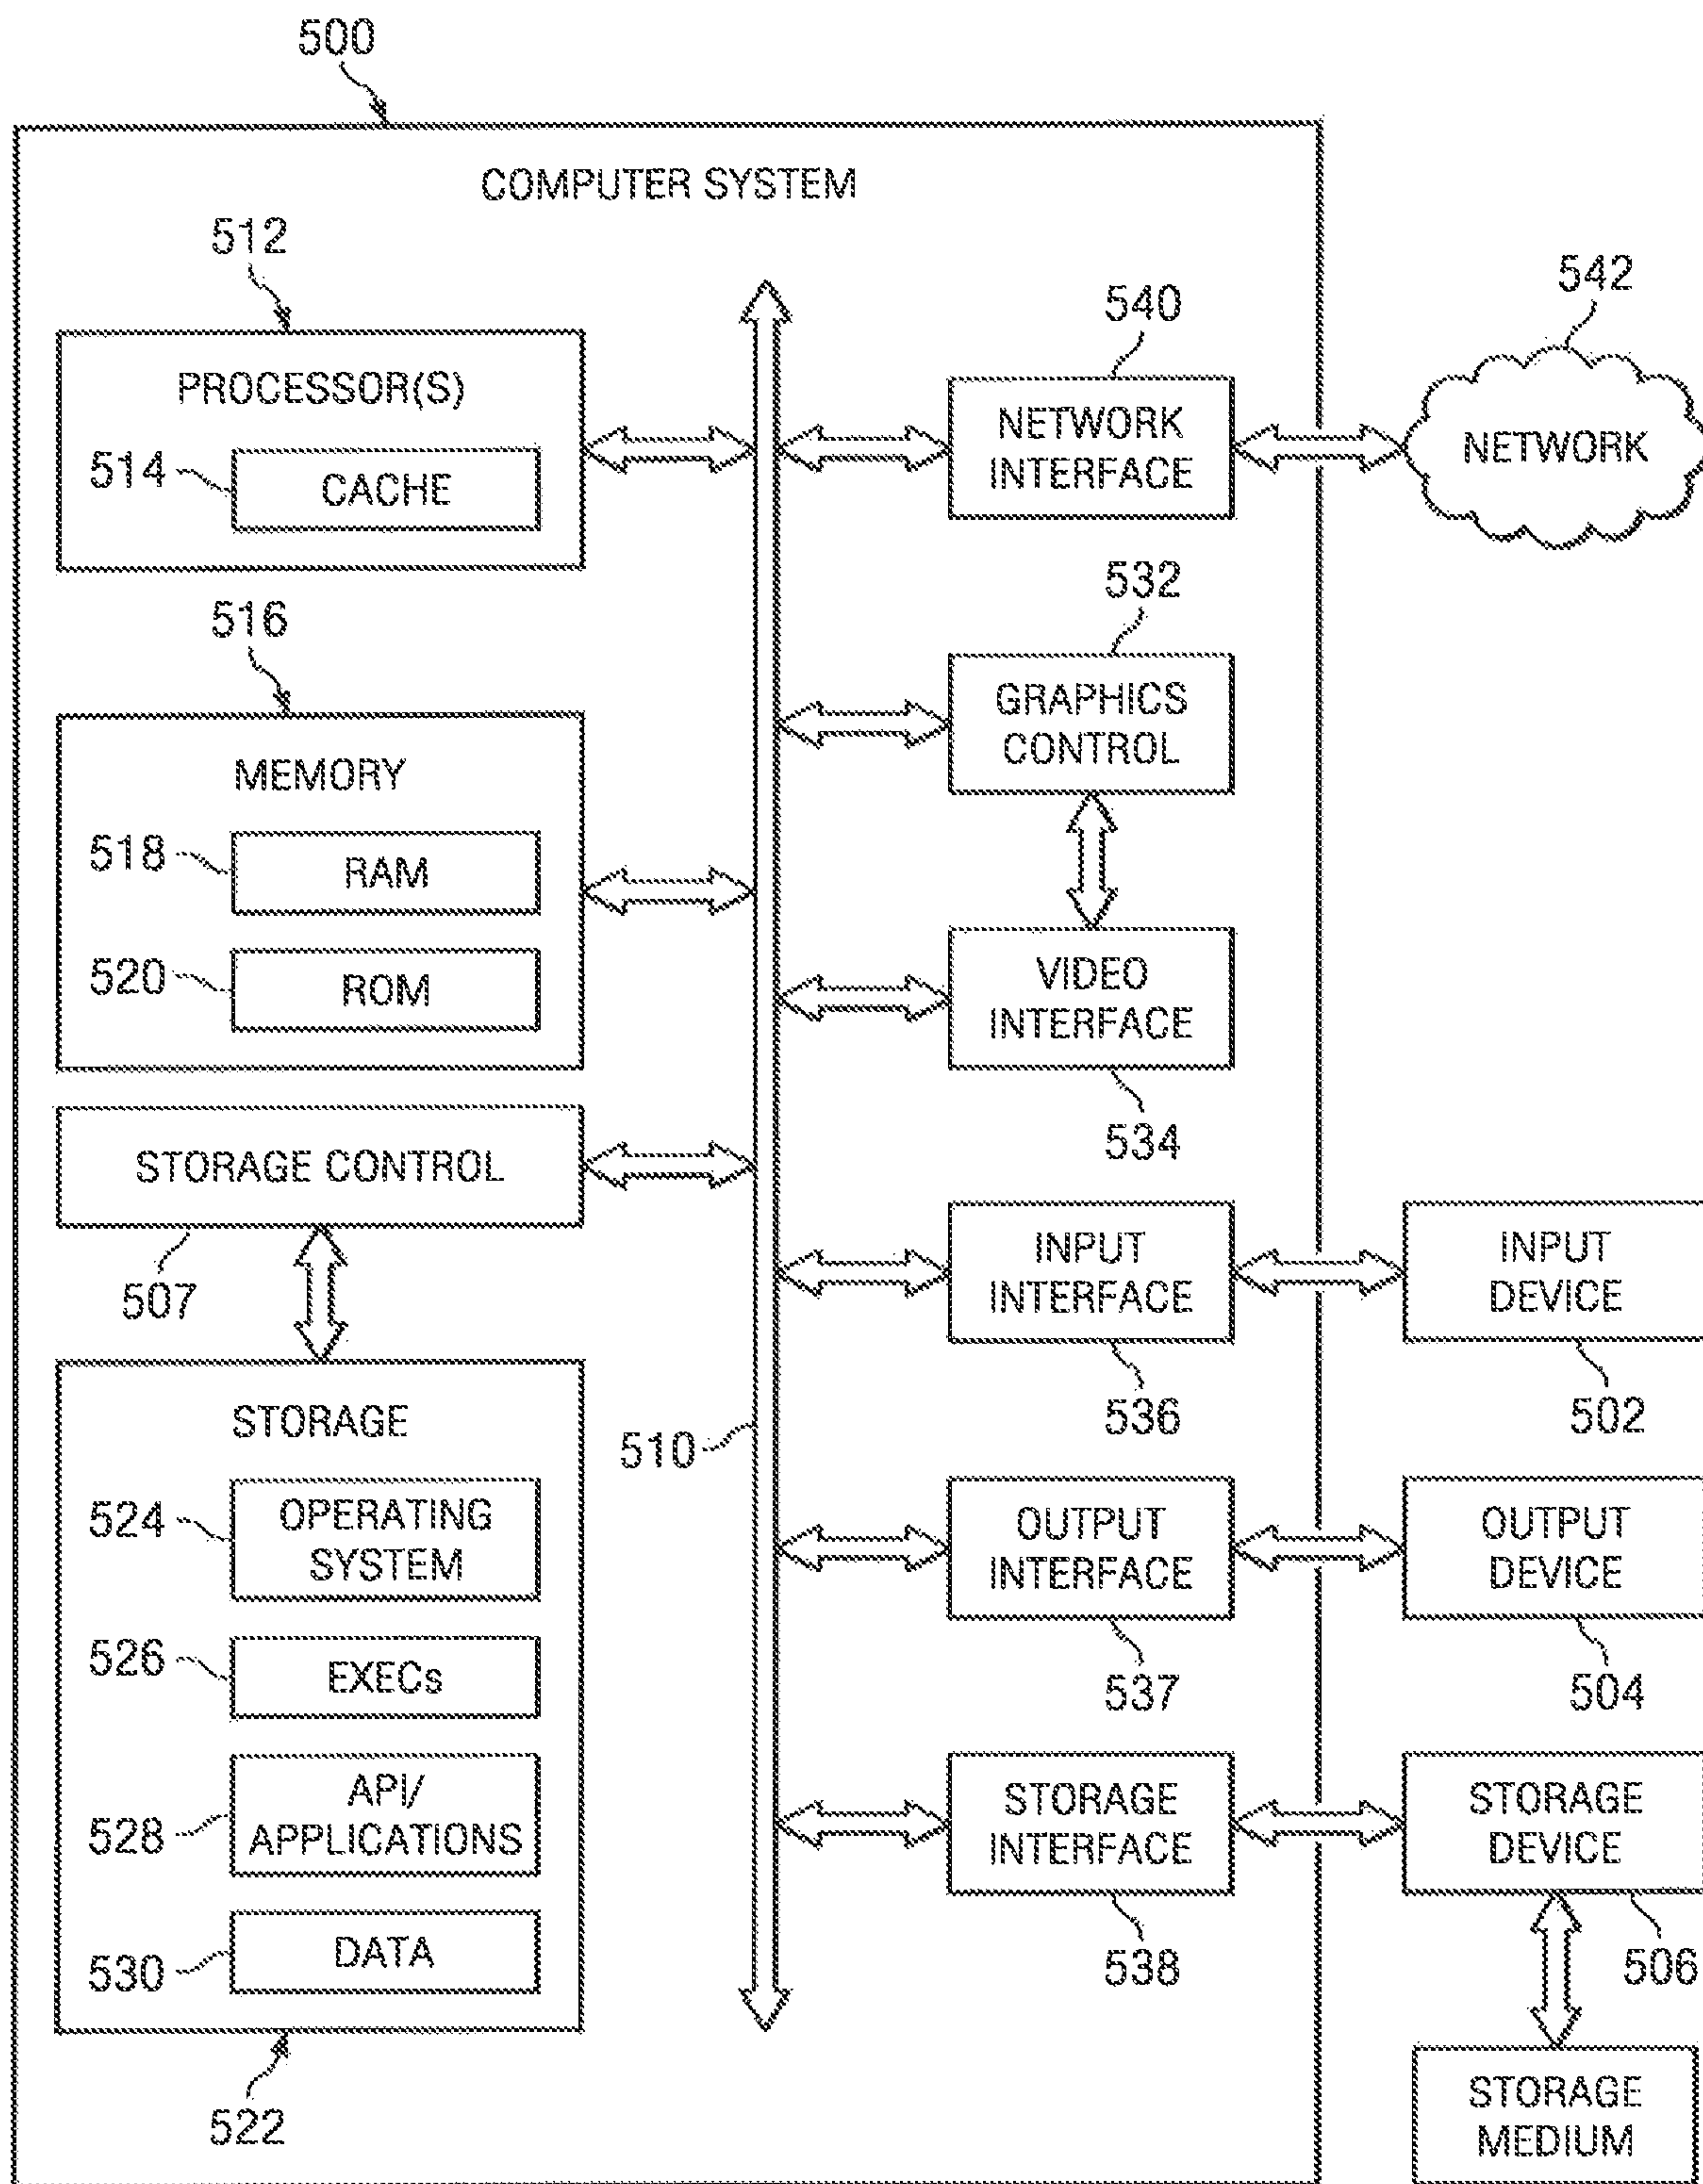 500
COMPUTER SYSTEM
512
PROCESSOR(S)
514
CACHE
516
MEMORY
518
RAM
520
ROM
STORAGE CONTROL
507
STORAGE
524
OPERATING
SYSTEM
526
EXECs
528
API/
APPLICATIONS
530
DATA
522
510
540
NETWORK
INTERFACE
542
NETWORK
532
GRAPHICS
CONTROL
VIDEO
INTERFACE
534
INPUT
INTERFACE
536
INPUT
DEVICE
502
OUTPUT
INTERFACE
537
OUTPUT
DEVICE
504
STORAGE
INTERFACE
538
STORAGE
DEVICE
506
STORAGE
MEDIUM